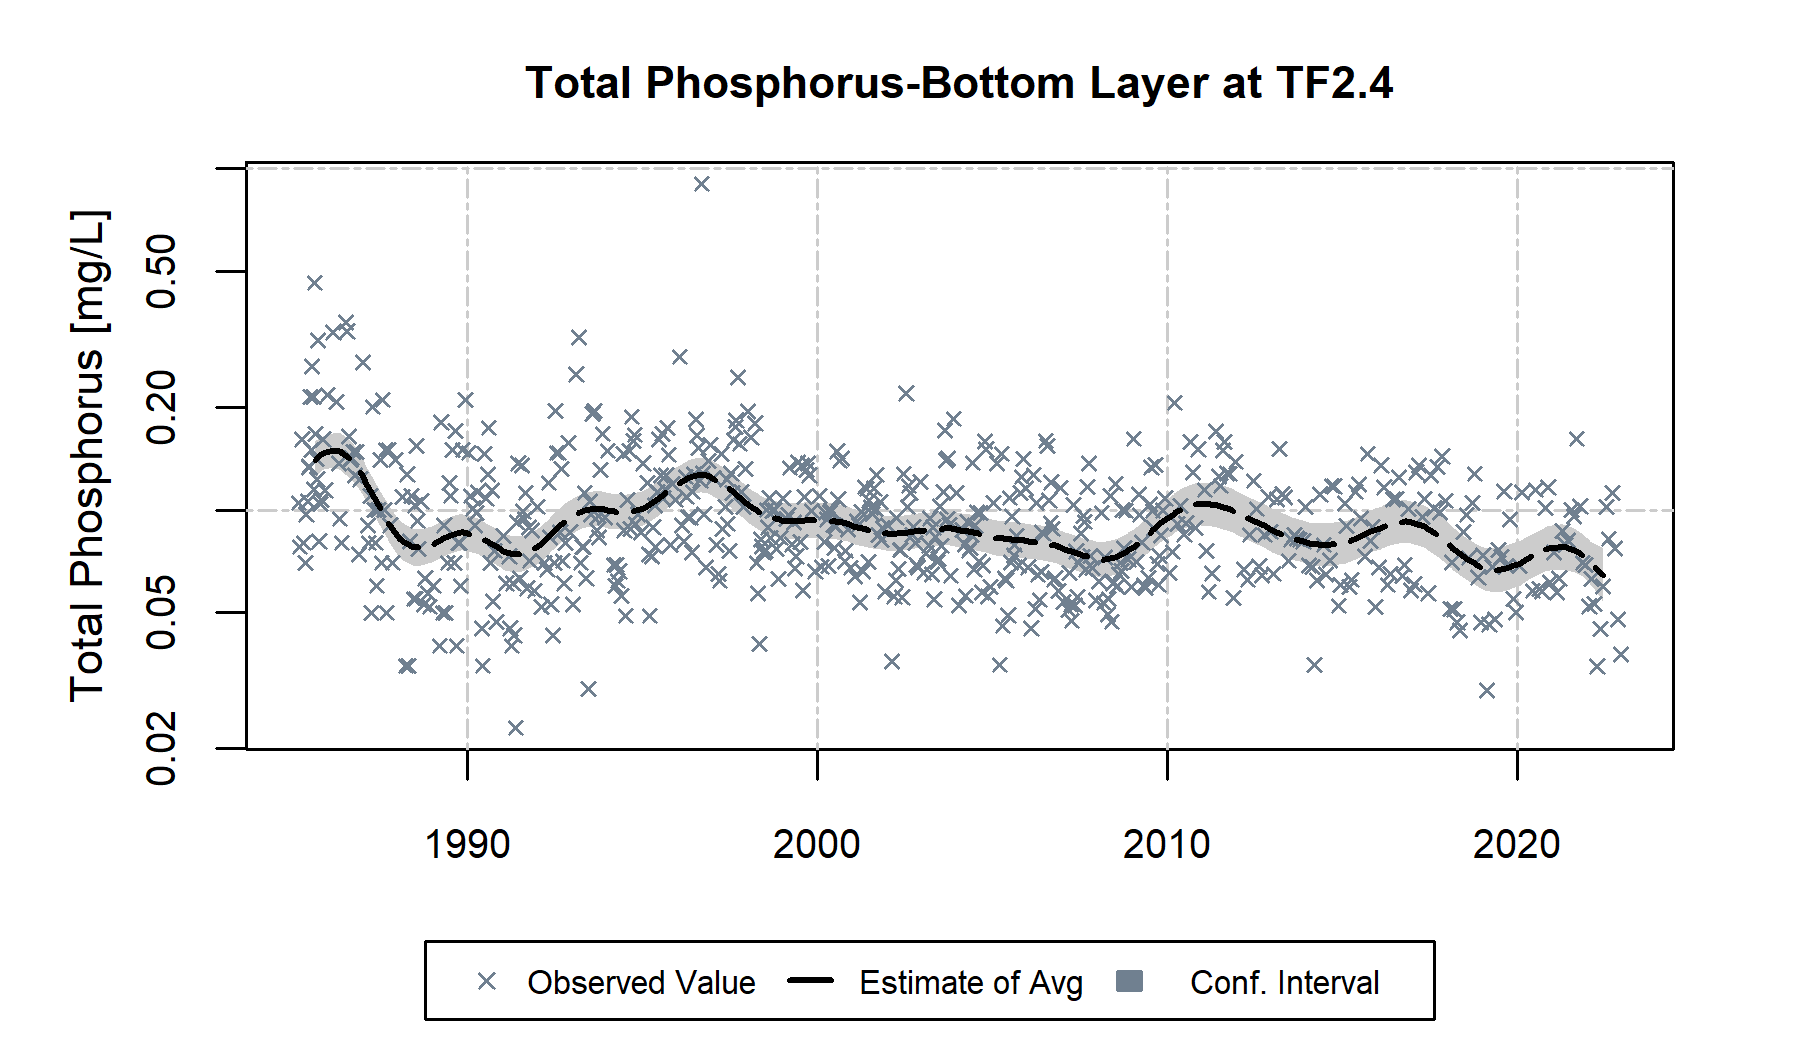 Total Phosphorus-Bottom Layer at TF2.4
Total Phosphorus [mg/L]
0.50
0.20
0.05
0.02
1990 2000 2010 2020
Observed Value Estimate of Avg Conf. Interval